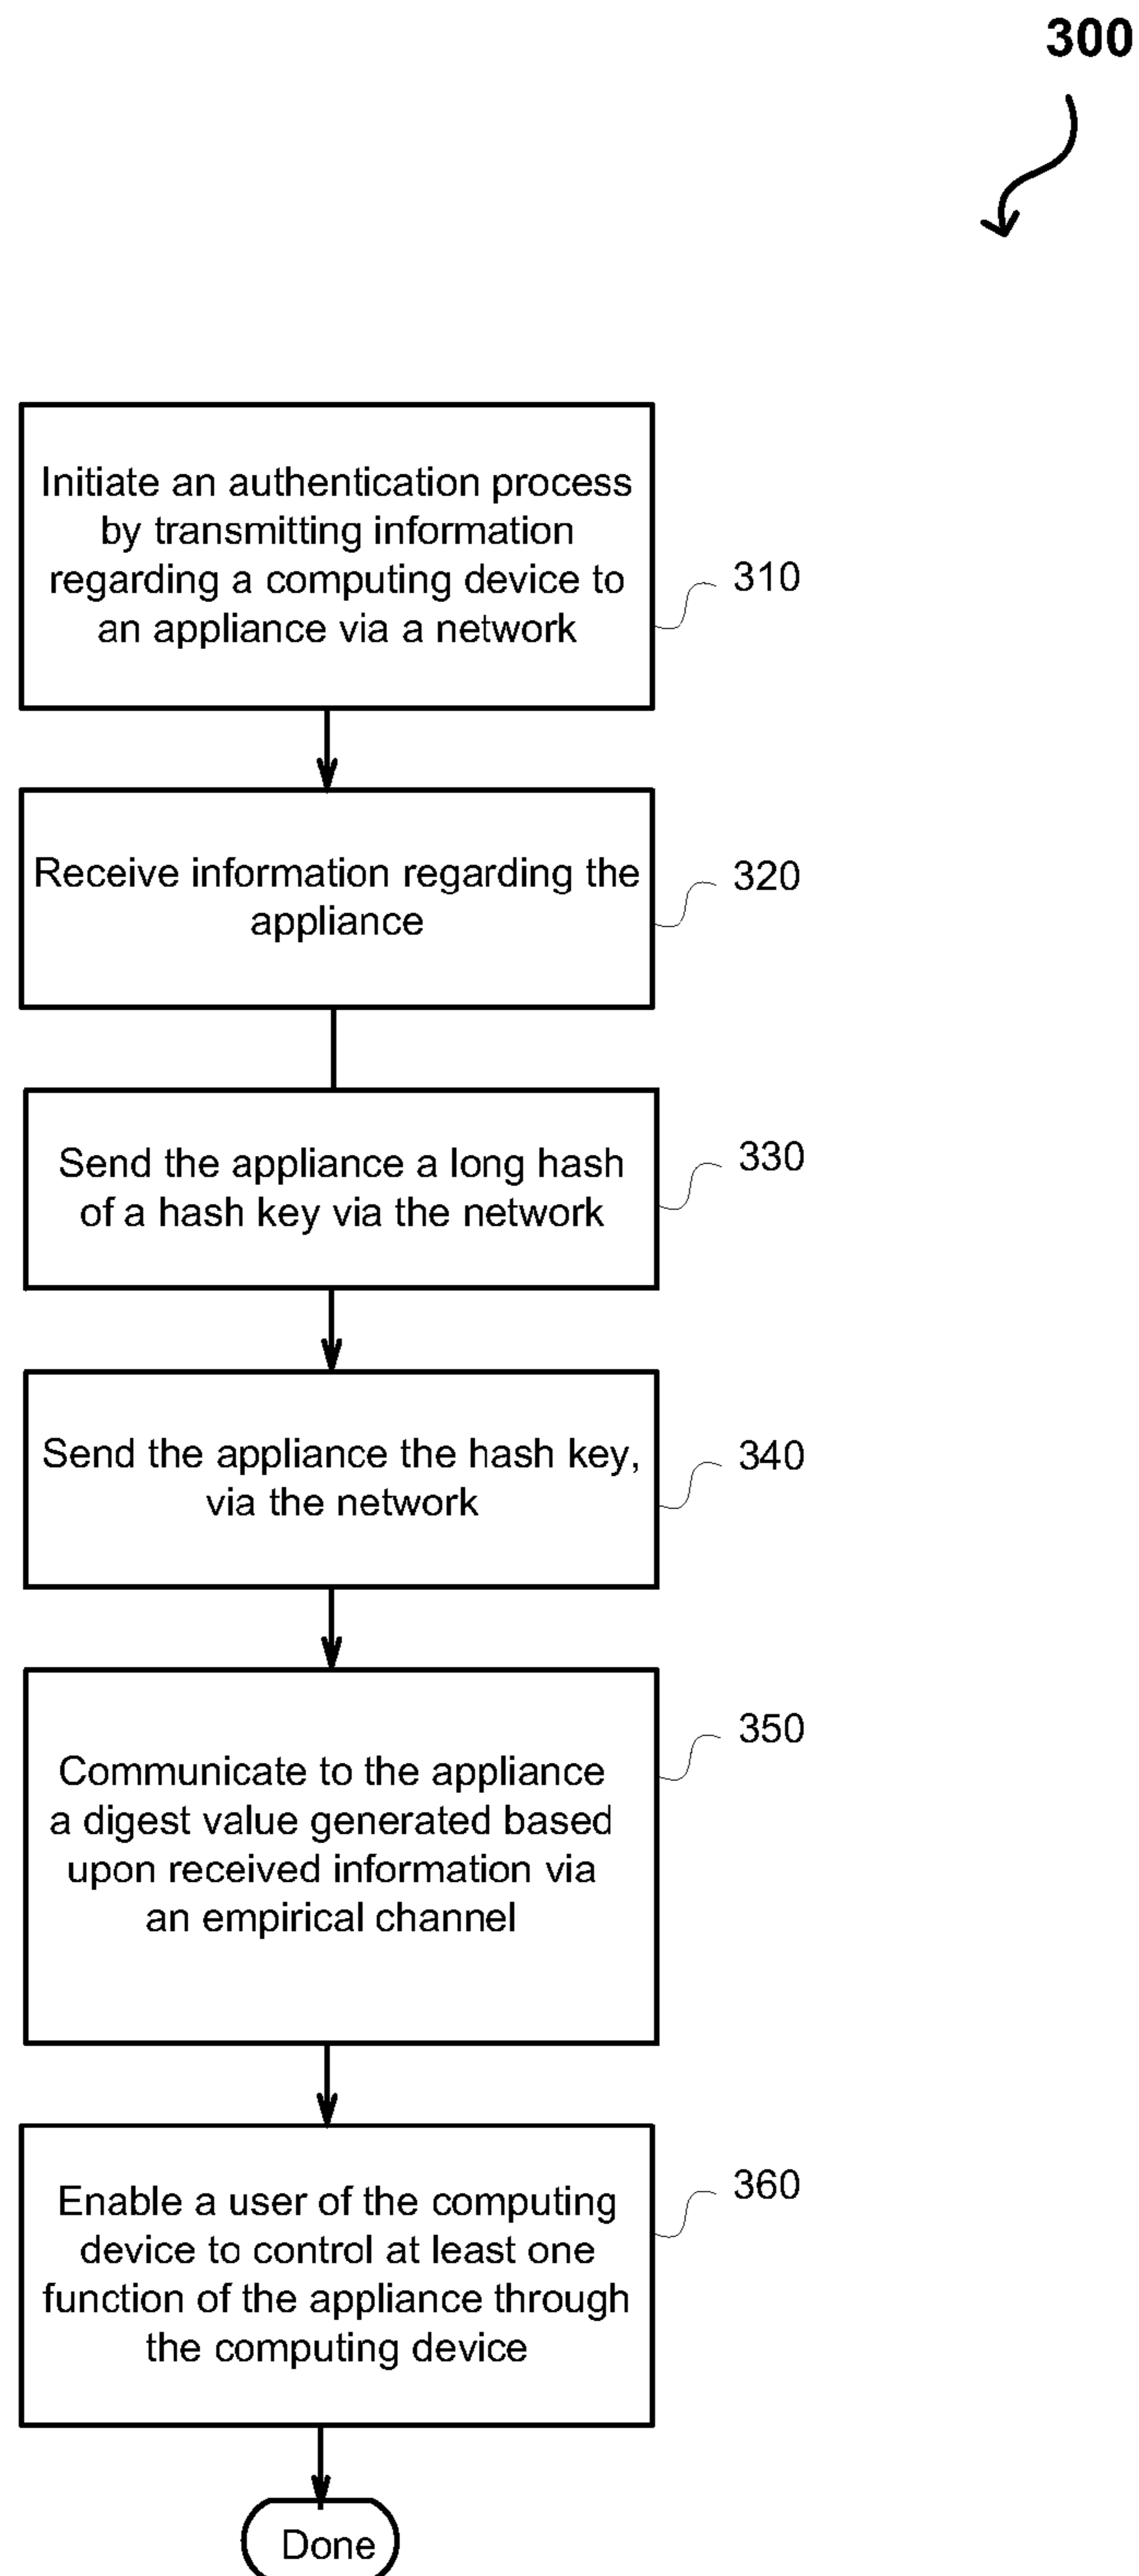 300
Initiate an authentication process
by transmitting information
regarding a computing device to
an appliance via a network
310
Receive information regarding the
appliance
320
Send the appliance a long hash
of a hash key via the network
330
Send the appliance the hash key,
via the network
340
Communicate to the appliance
a digest value generated based
upon received information via
an empirical channel
350
Enable a user of the computing
device to control at least one
function of the appliance through
the computing device
360
Done